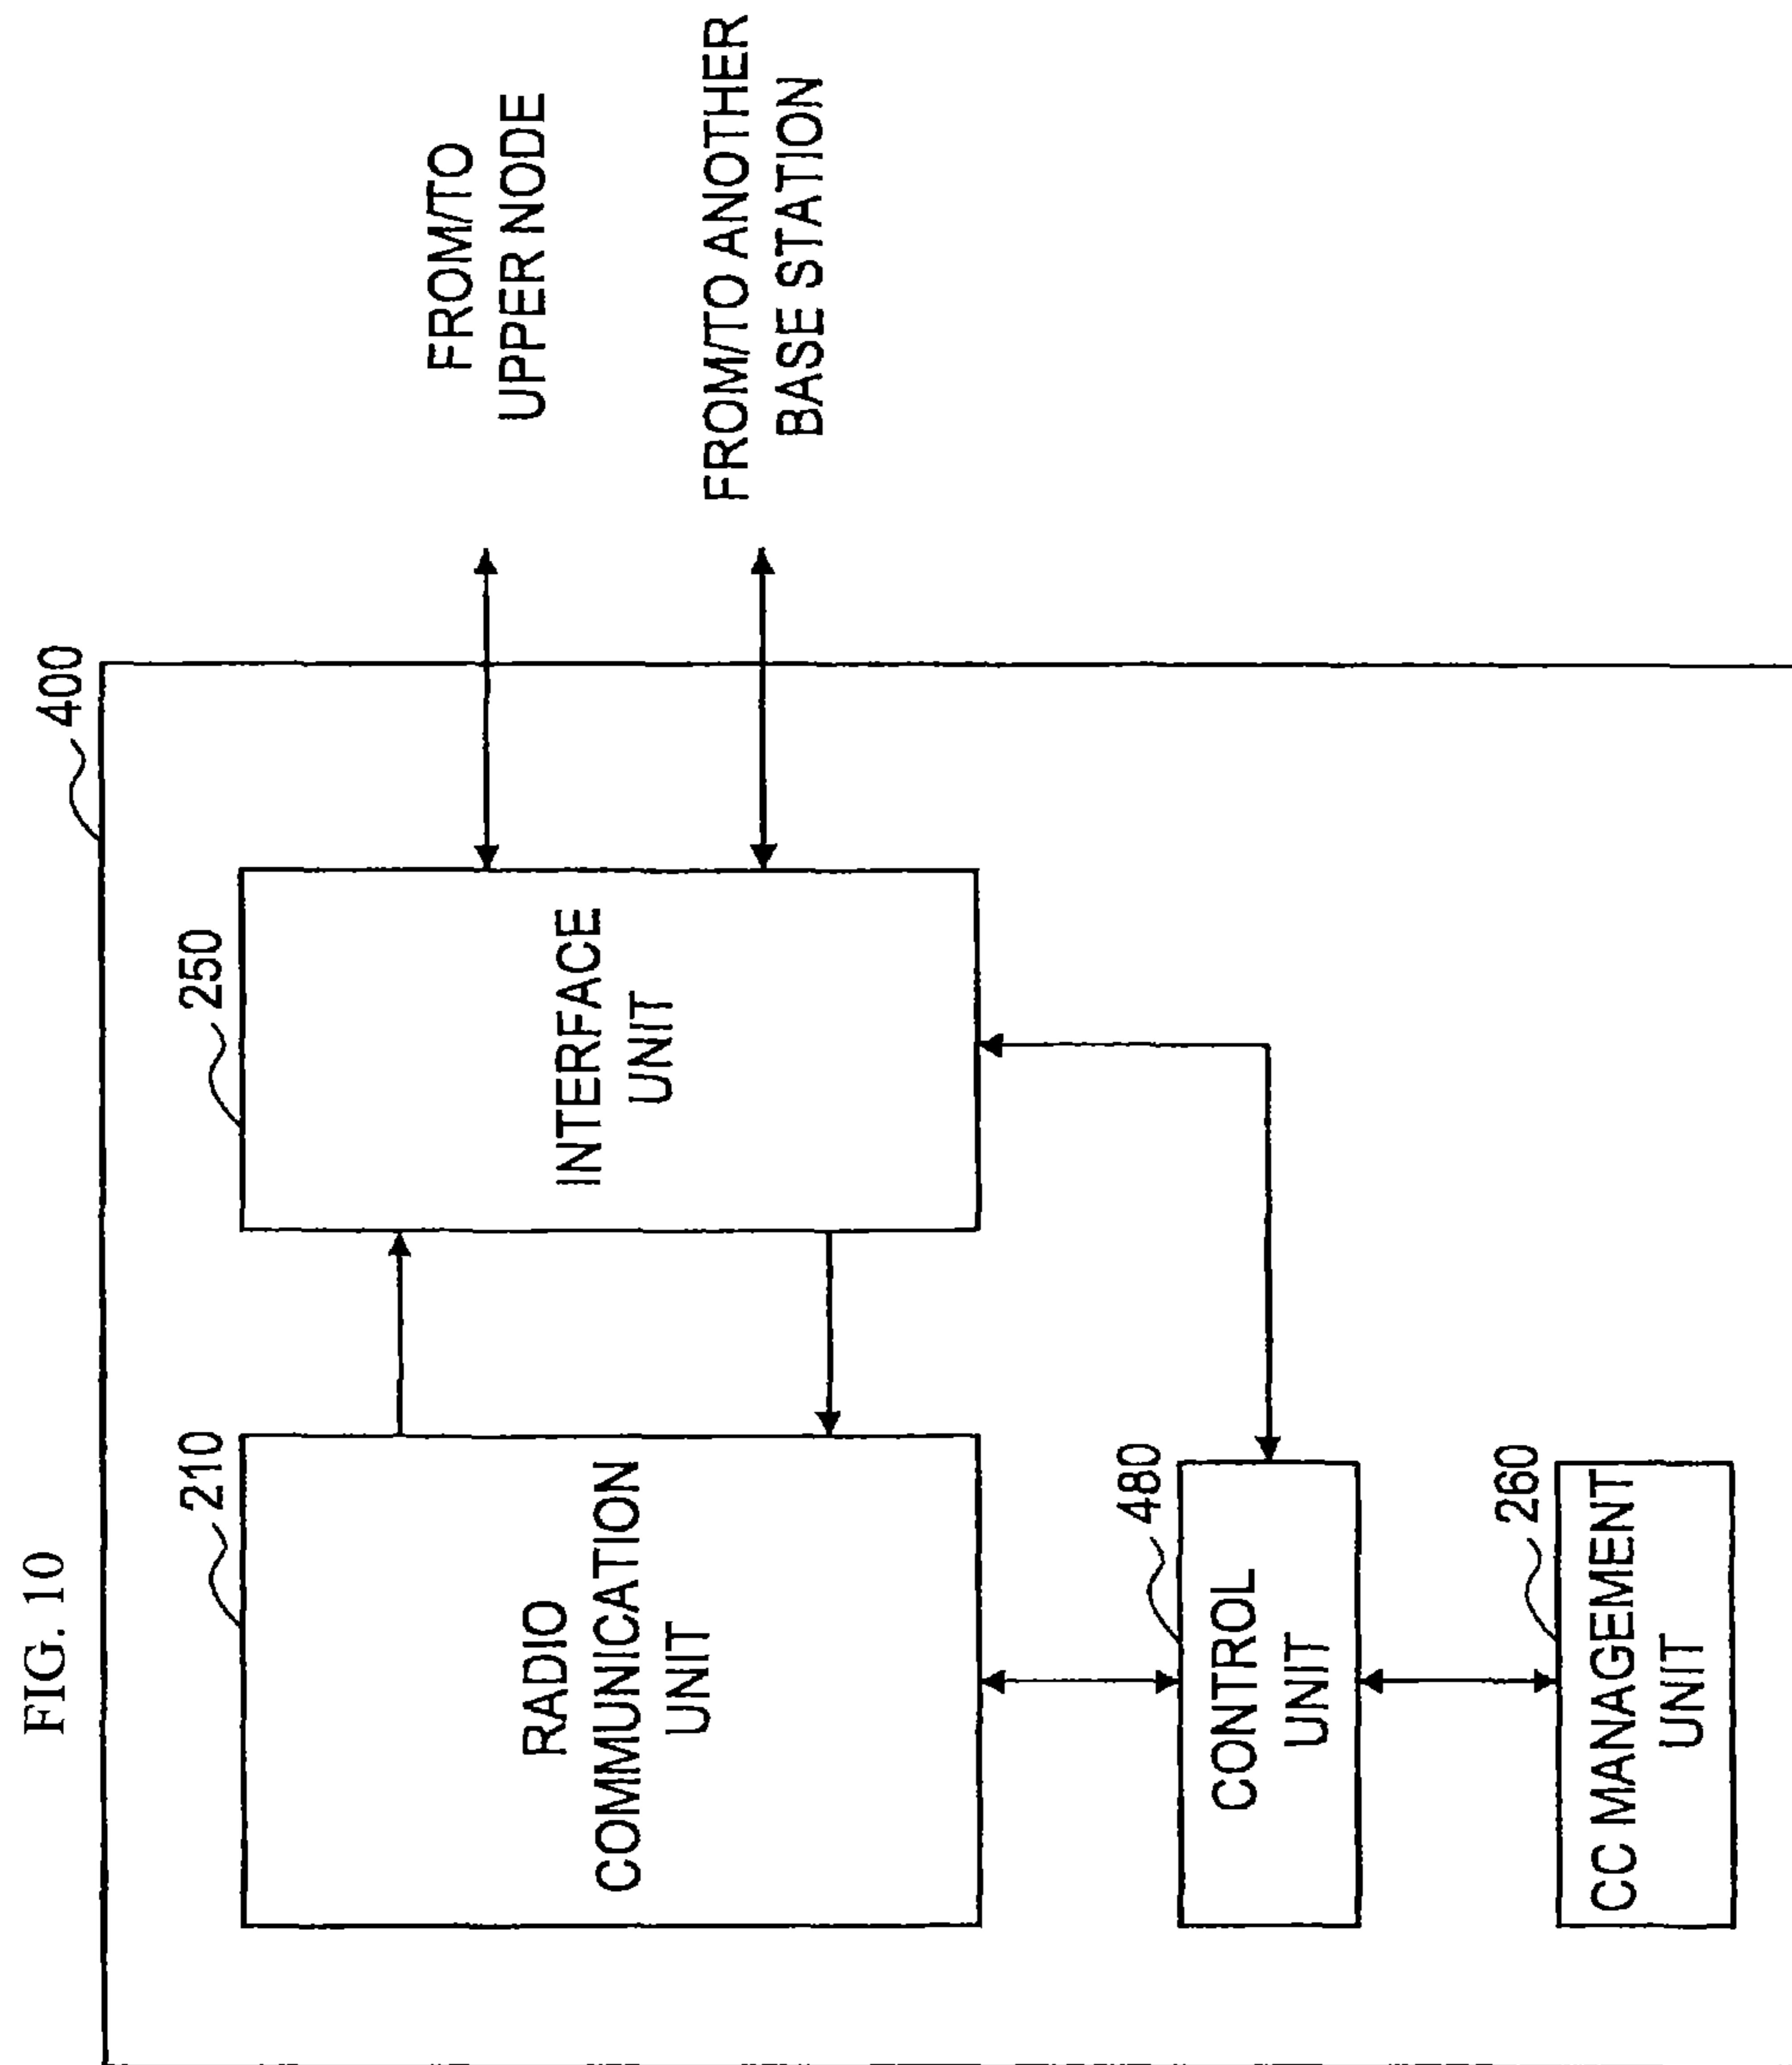 FIG. 10
400
210
RADIO
COMMUNICATION
UNIT
250
INTERFACE
UNIT
FROM/TO
UPPER NODE
FROM/TO ANOTHER
BASE STATION
480
CONTROL
UNIT
260
CC MANAGEMENT
UNIT